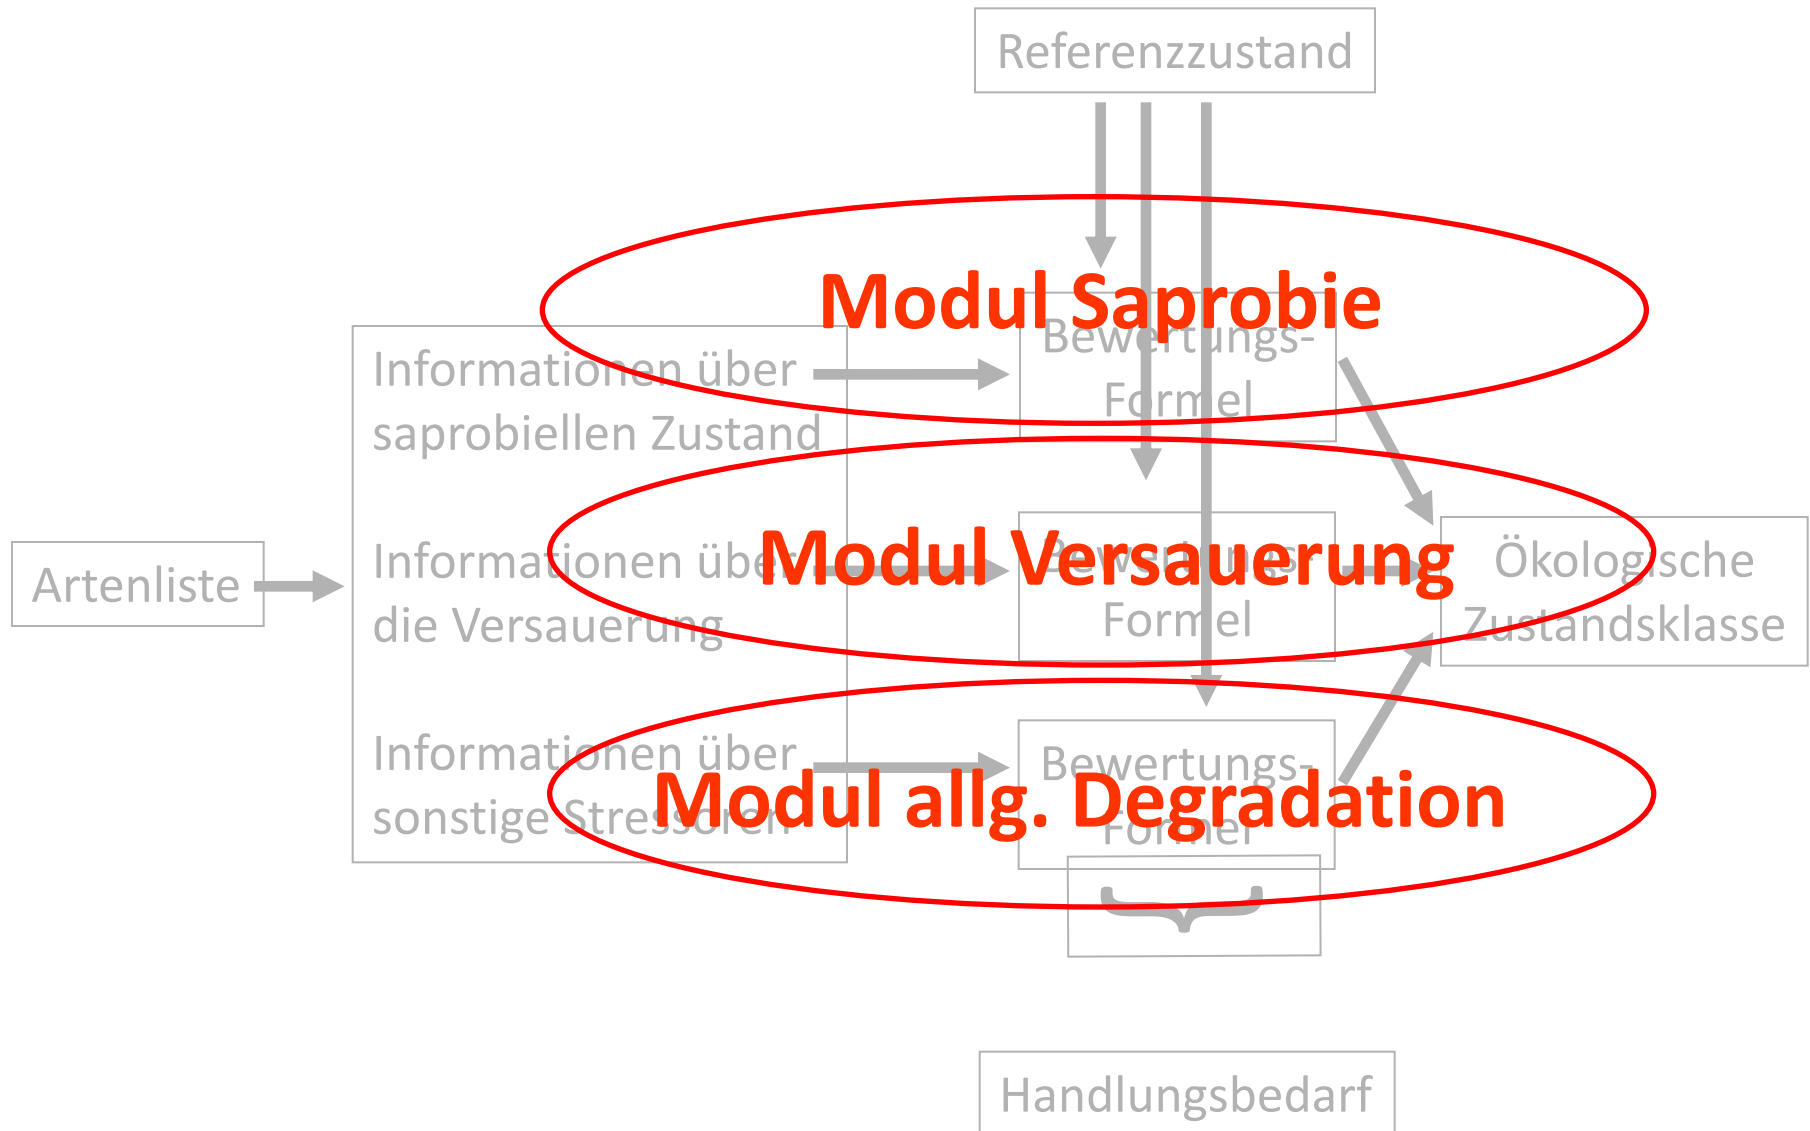 Referenzzustand
Modul Saprobie
Bewertungs-
Formel
Informationen über
saprobiellen Zustand
Modul Versauerung
Bewertungs-
Formel
Informationen über
die Versauerung
Artenliste
Ökologische
Zustandsklasse
Informationen über
sonstige Stressoren
Bewertungs-
Formel
Modul allg. Degradation
Handlungsbedarf